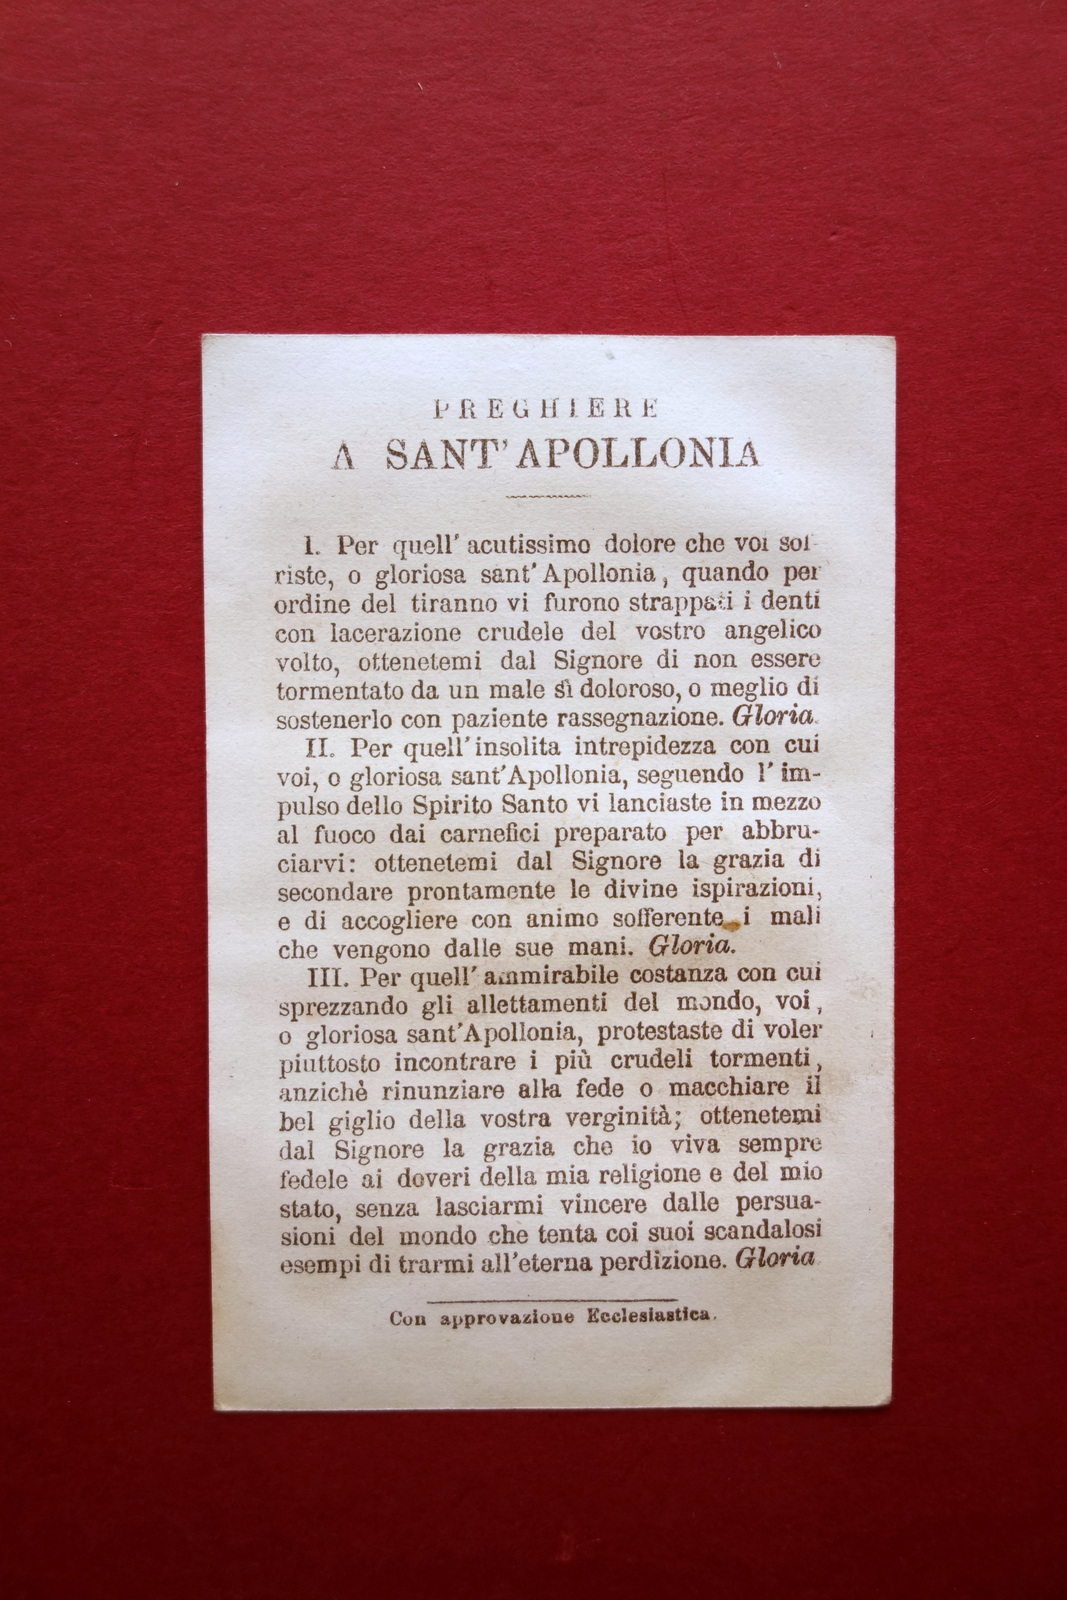 PREGHIERE
A SANT' APOLLONIA
I. Per quell' acutissimo dolore che voi sof-
friste, o gloriosa sant' Apollonia, quando per
ordine del tiranno vi furono strappati i denti
con lacerazione crudele del vostro angelico
volto, ottenetemi dal Signore di non essere
tormentato da un male sì doloroso, o meglio di
sostenerlo con paziente rassegnazione. Gloria.
II. Per quell' insolita intrepidezza con cui
voi, o gloriosa sant' Apollonia, seguendo l' im-
pulso dello Spirito Santo vi lanciaste in mezzo
al fuoco dai carnefici preparato per abbru-
ciarvi: ottenetemi dal Signore la grazia di
secondare prontamente le divine ispirazioni,
e di accogliere con animo sofferente i mali
che vengono dalle sue mani. Gloria.
III. Per quell' ammirabile costanza con cui
sprezzando gli allettamenti del mondo, voi,
o gloriosa sant' Apollonia, protestaste di voler
piuttosto incontrare i più crudeli tormenti,
anzichè rinunziare alla fede o macchiare il
bel giglio della vostra verginità; ottenetemi
dal Signore la grazia che io viva sempre
fedele ai doveri della mia religione e del mio
stato, senza lasciarmi vincere dalle persua-
sioni del mondo che tenta coi suoi scandalosi
esempi di trarmi all' eterna perdizione. Gloria
Con approvazione Ecclesiastica.